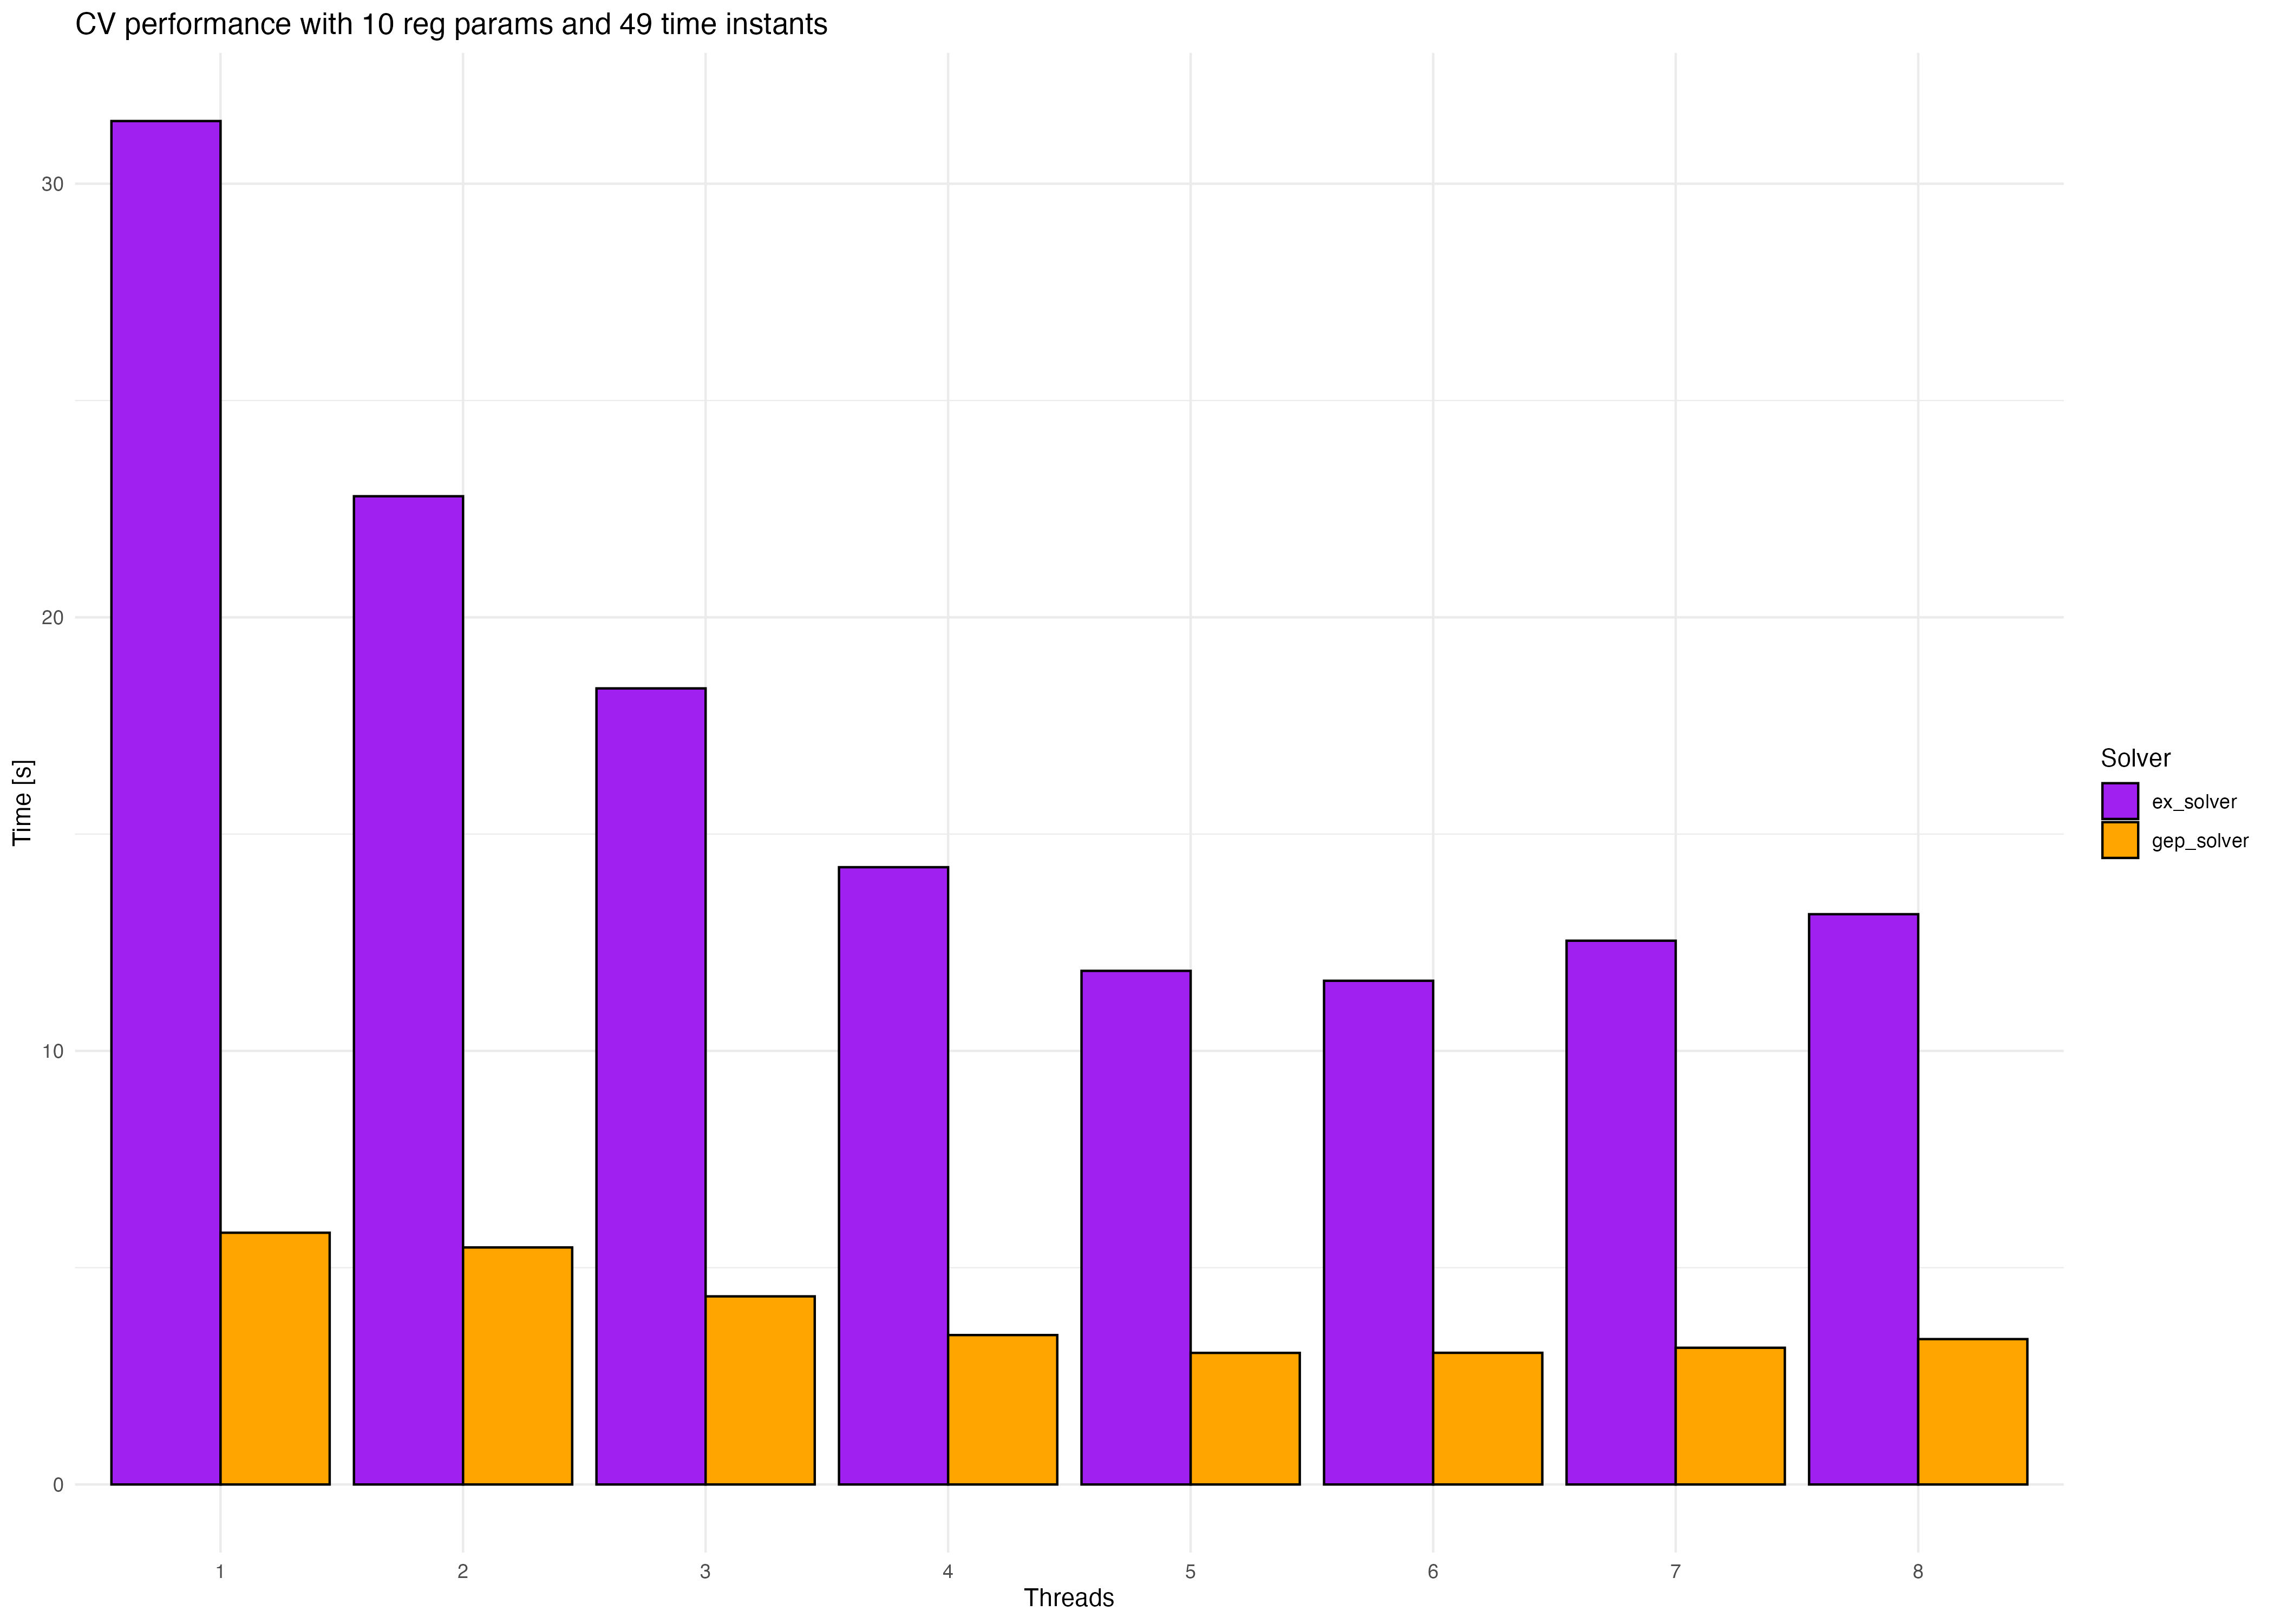 CV performance with 10 reg params and 49 time instants
Time [s]
30
20
10
0
1 2 3 4 5 6 7 8
Threads
Solver
ex_solver
gep_solver